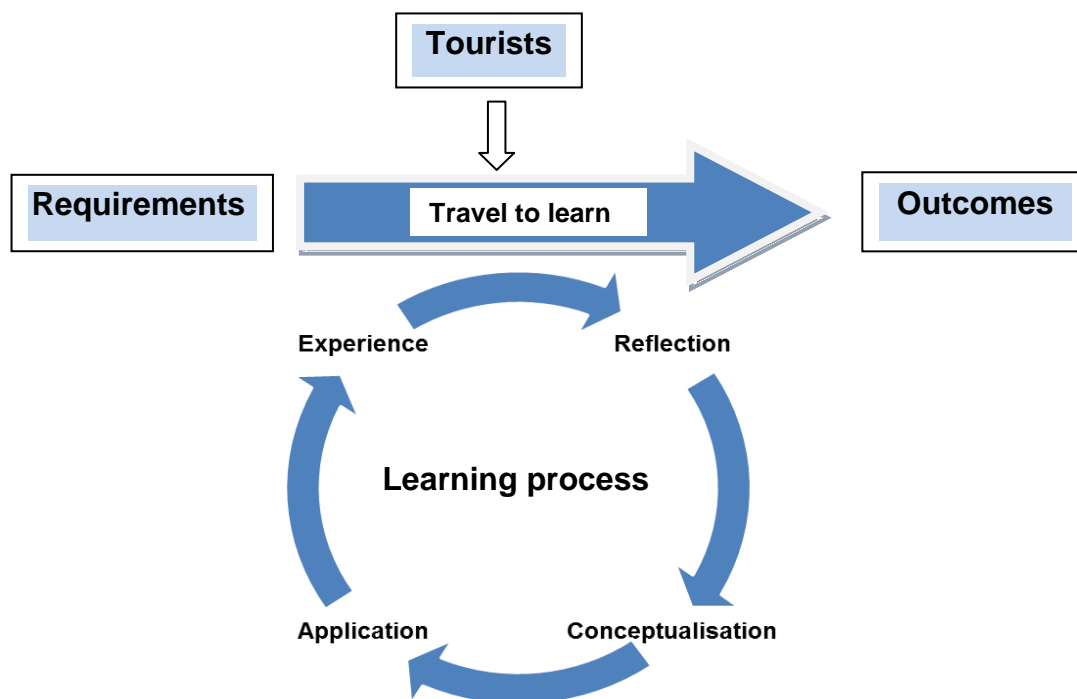 Tourists
Requirements
Travel to learn
Outcomes
Experience
Reflection
Learning process
Application
Conceptualisation